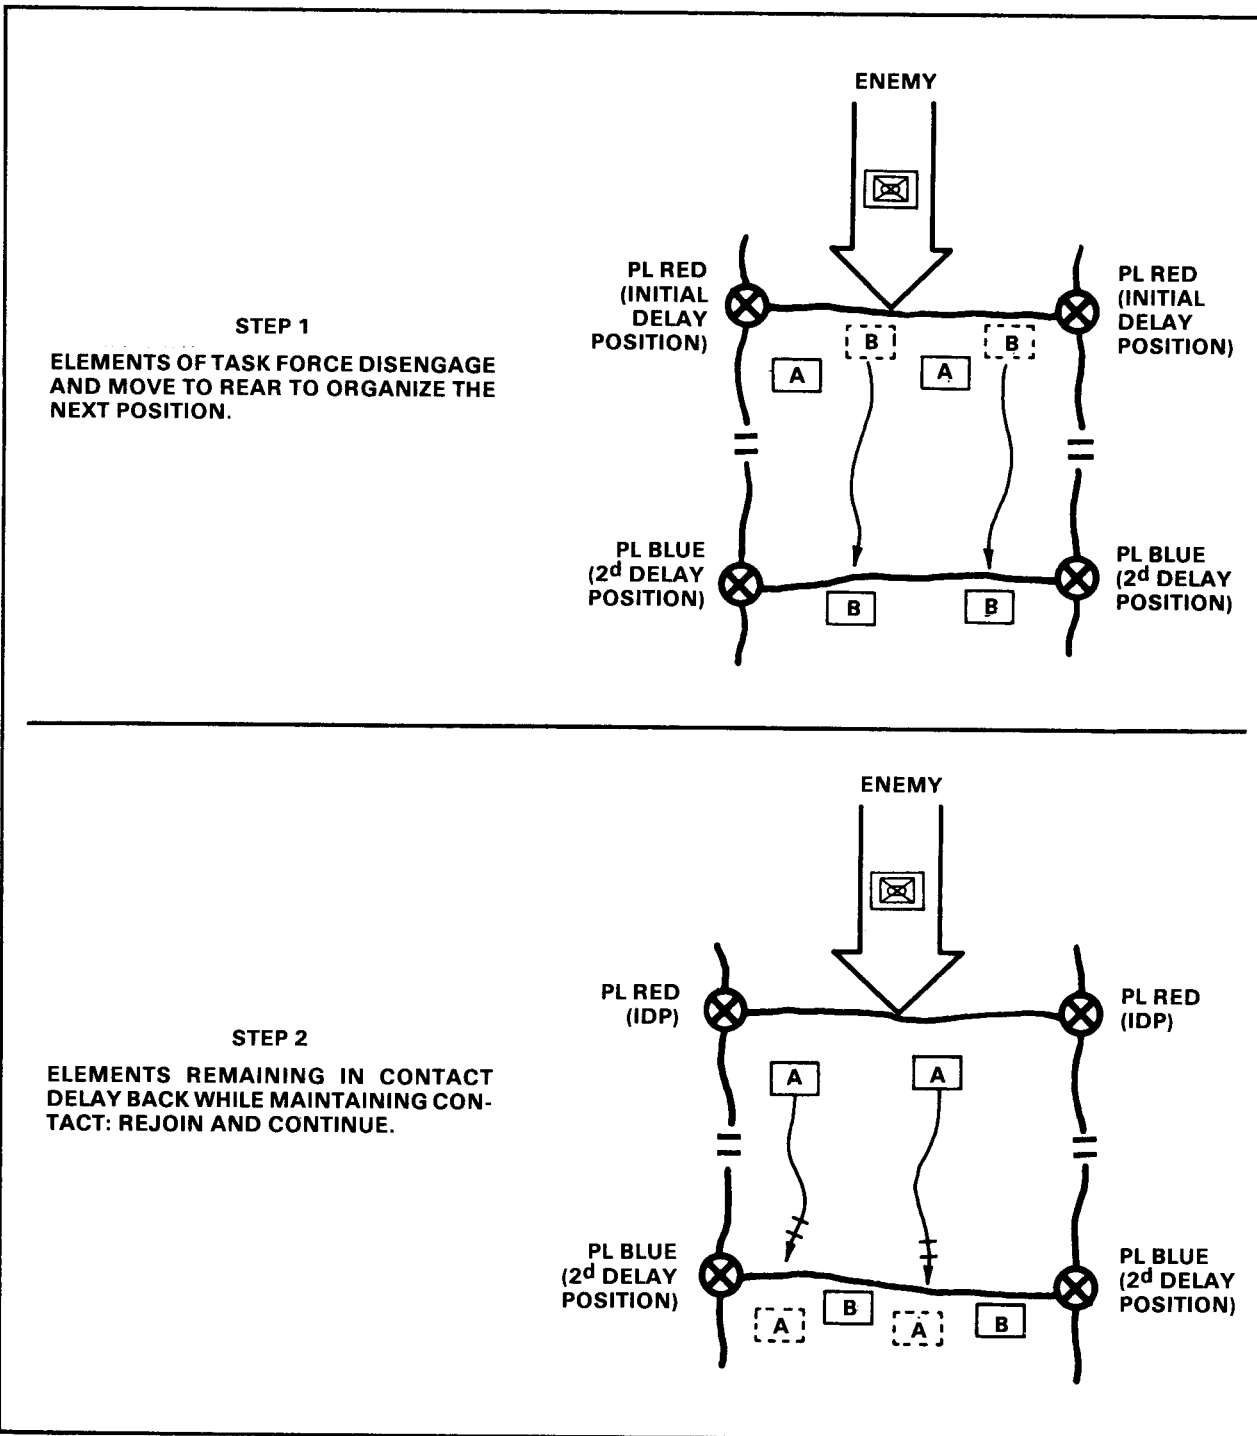 ENEMY
PL RED
(INITIAL
DELAY
POSITION)
PL RED
(INITIAL
DELAY
POSITION)
STEP 1
ELEMENTS OF TASK FORCE DISENGAGE
AND MOVE TO REAR TO ORGANIZE THE
NEXT POSITION.
B
B
A
A
PL BLUE
(2d DELAY
POSITION)
PL BLUE
(2d DELAY
POSITION)
B
B
ENEMY
PL RED
(IDP)
PL RED
(IDP)
STEP 2
ELEMENTS REMAINING IN CONTACT
DELAY BACK WHILE MAINTAINING CON-
TACT: REJOIN AND CONTINUE.
A
A
PL BLUE
(2d DELAY
POSITION)
PL BLUE
(2d DELAY
POSITION)
A
B
A
B